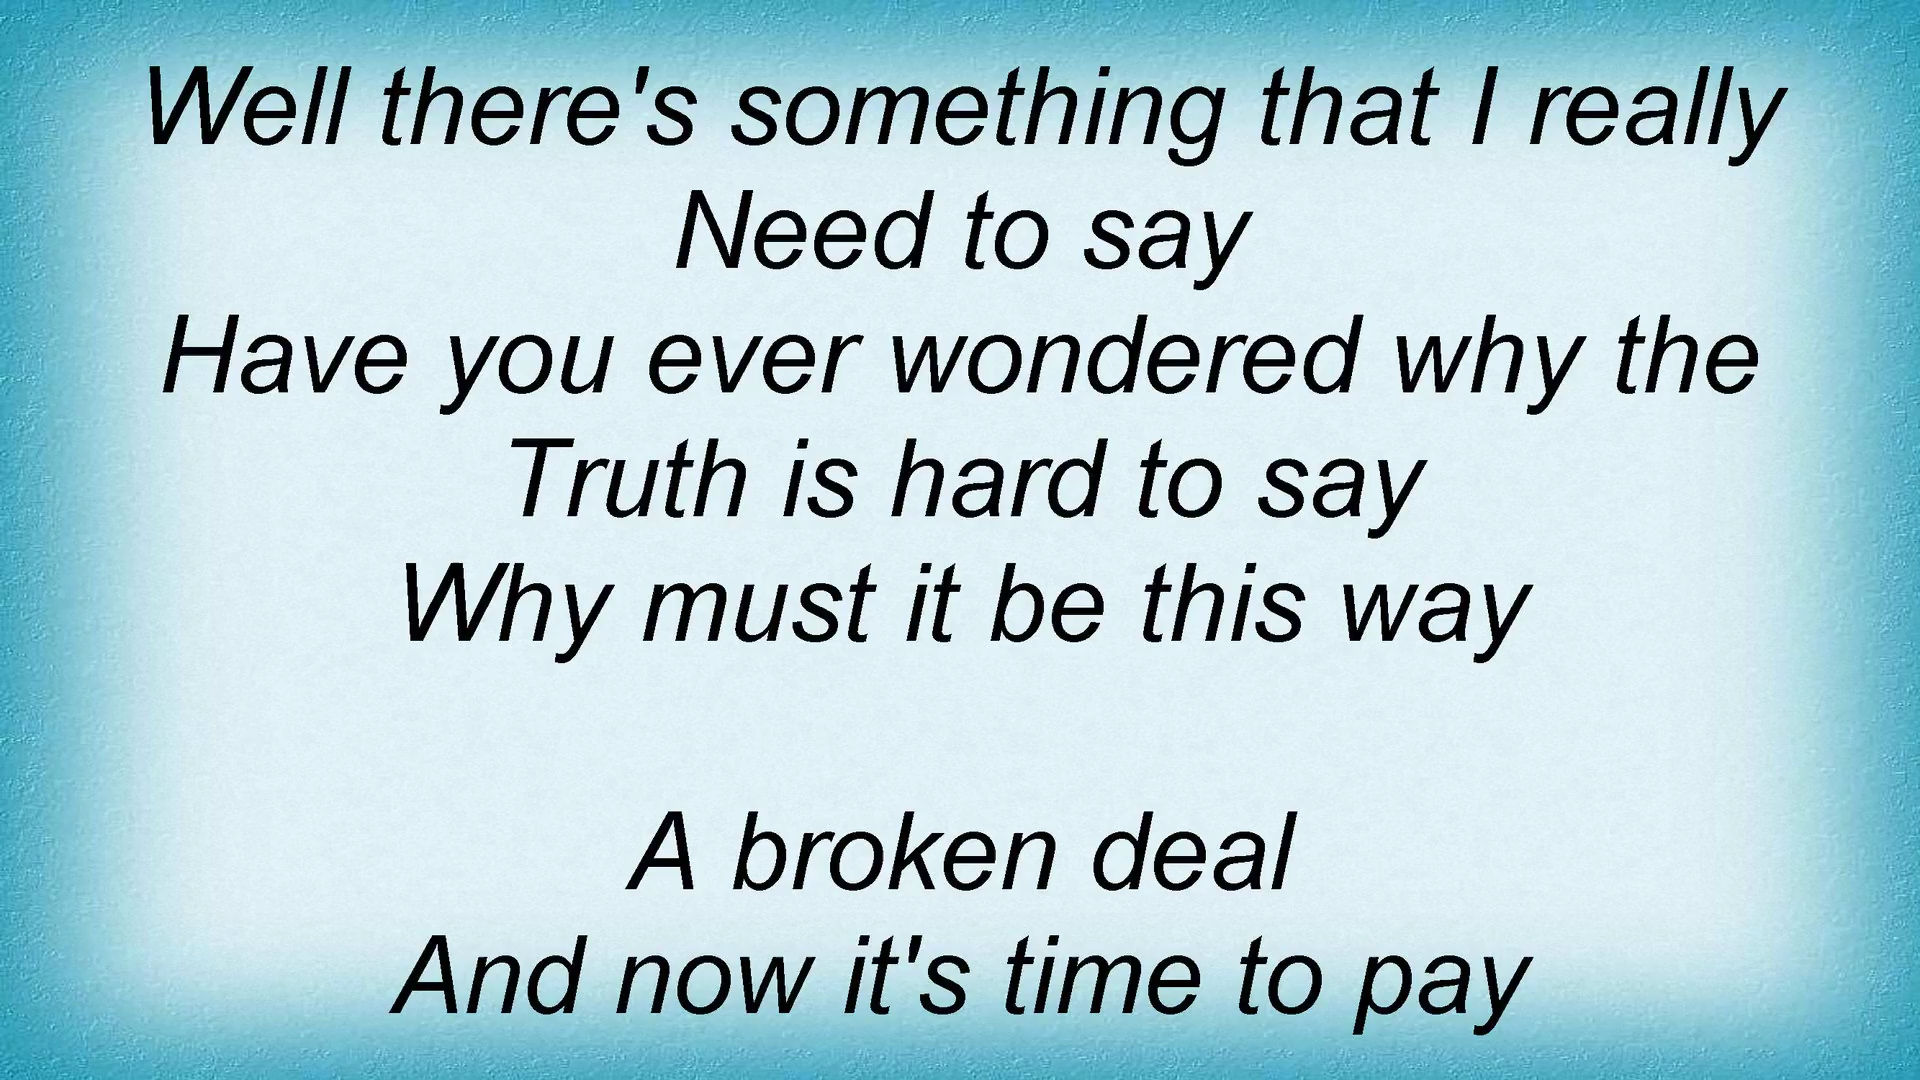 Well there's something that I really
Need to say
Have you ever wondered why the
Truth is hard to say
Why must it be this way
A broken deal
And now it's time to pay